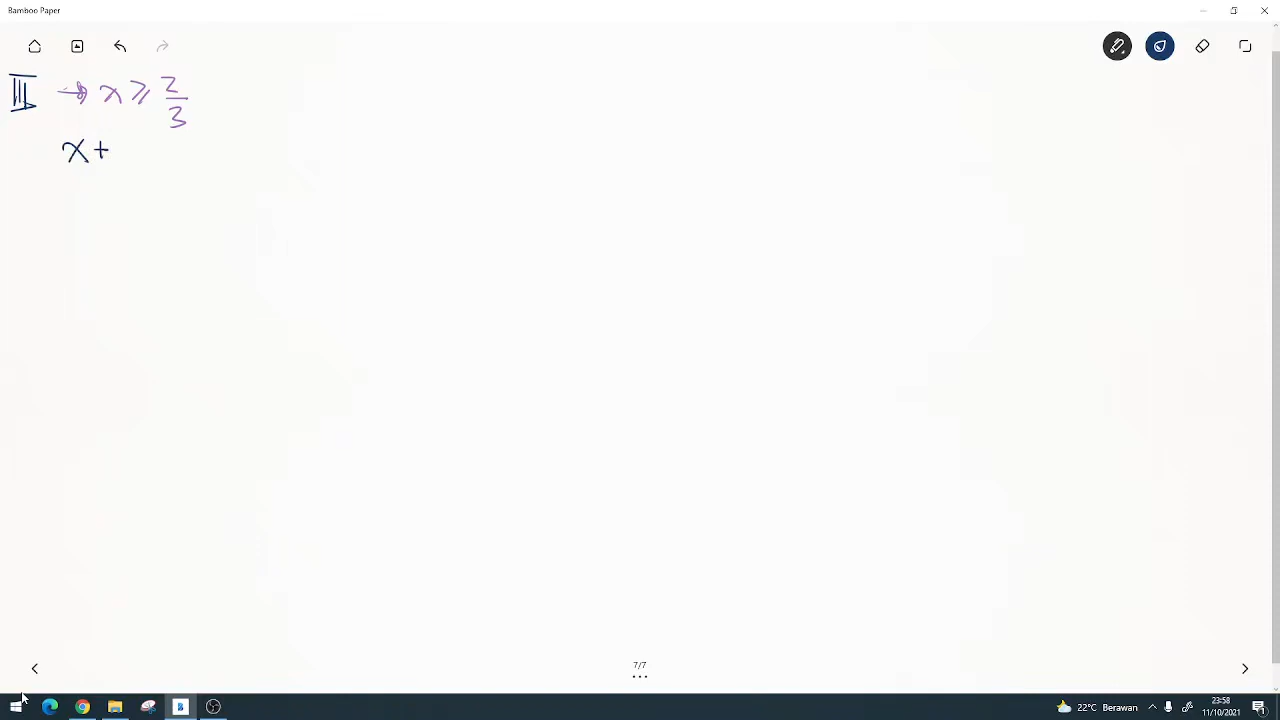 Bamboo Paper
III → x ≥ 2/3
x +
7/7
22°C Berawan
23:58
11/10/2021